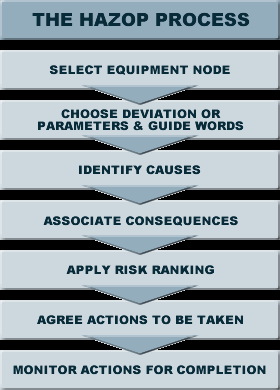 THE HAZOP PROCESS
SELECT EQUIPMENT NODE
CHOOSE DEVIATION OR
PARAMETERS & GUIDE WORDS
IDENTIFY CAUSES
ASSOCIATE CONSEQUENCES
APPLY RISK RANKING
AGREE ACTIONS TO BE TAKEN
MONITOR ACTIONS FOR COMPLETION